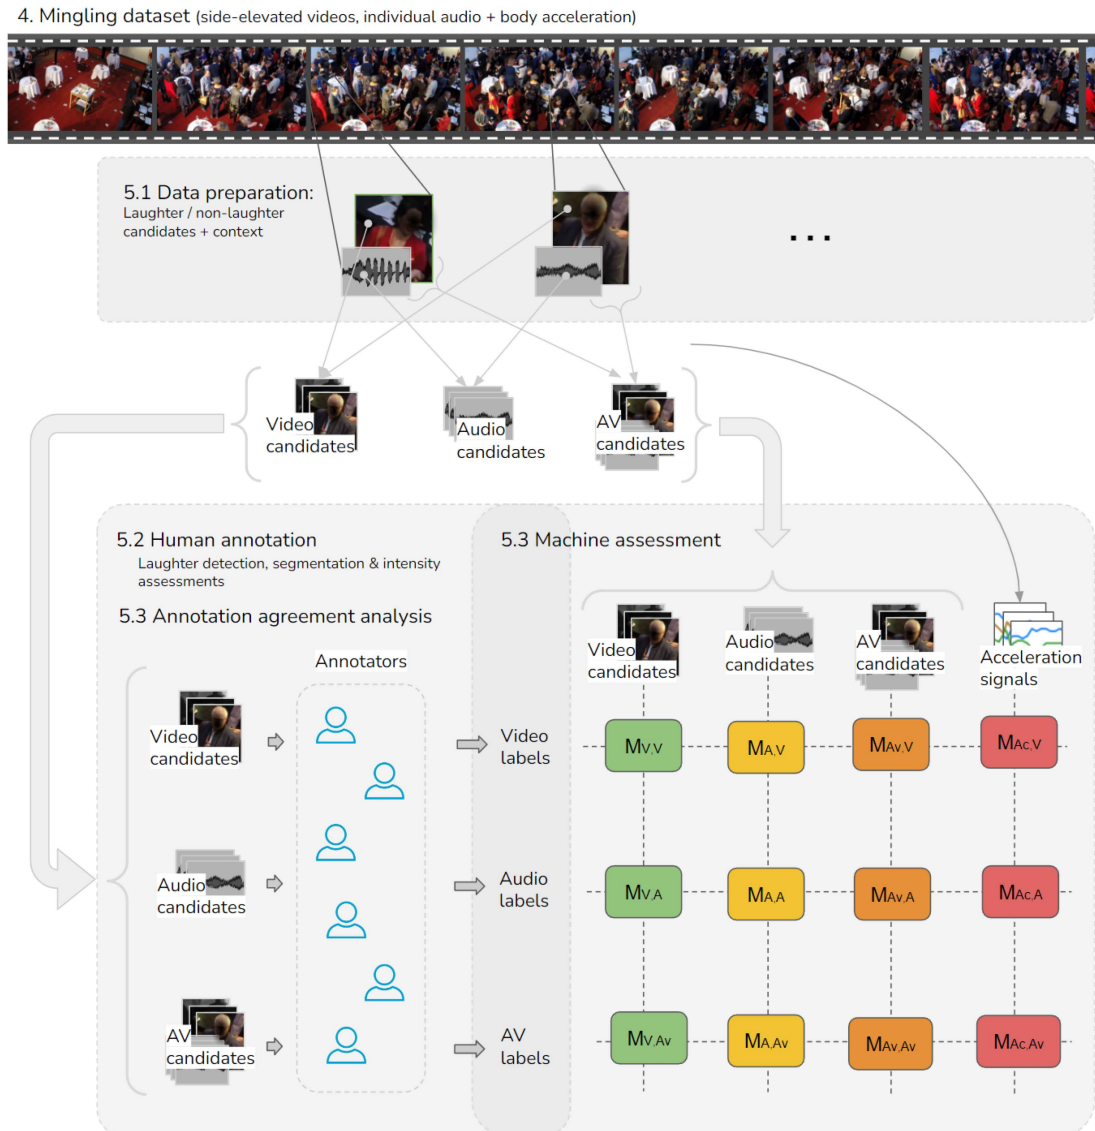 4. Mingling dataset (side-elevated videos, individual audio + body acceleration)
5.1 Data preparation:
Laughter / non-laughter
candidates + context
...
Video
candidates
Audio
candidates
AV
candidates
5.2 Human annotation
Laughter detection, segmentation & intensity
assessments
5.3 Annotation agreement analysis
Annotators
Video
candidates
Audio
candidates
AV
candidates
5.3 Machine assessment
Video
candidates
Audio
candidates
AV
candidates
Acceleration
signals
Video
labels
MV,V
MA,V
MAv,V
MAc,V
Audio
labels
MV,A
MA,A
MAv,A
MAc,A
AV
labels
MV,Av
MA,Av
MAv,Av
MAc,Av